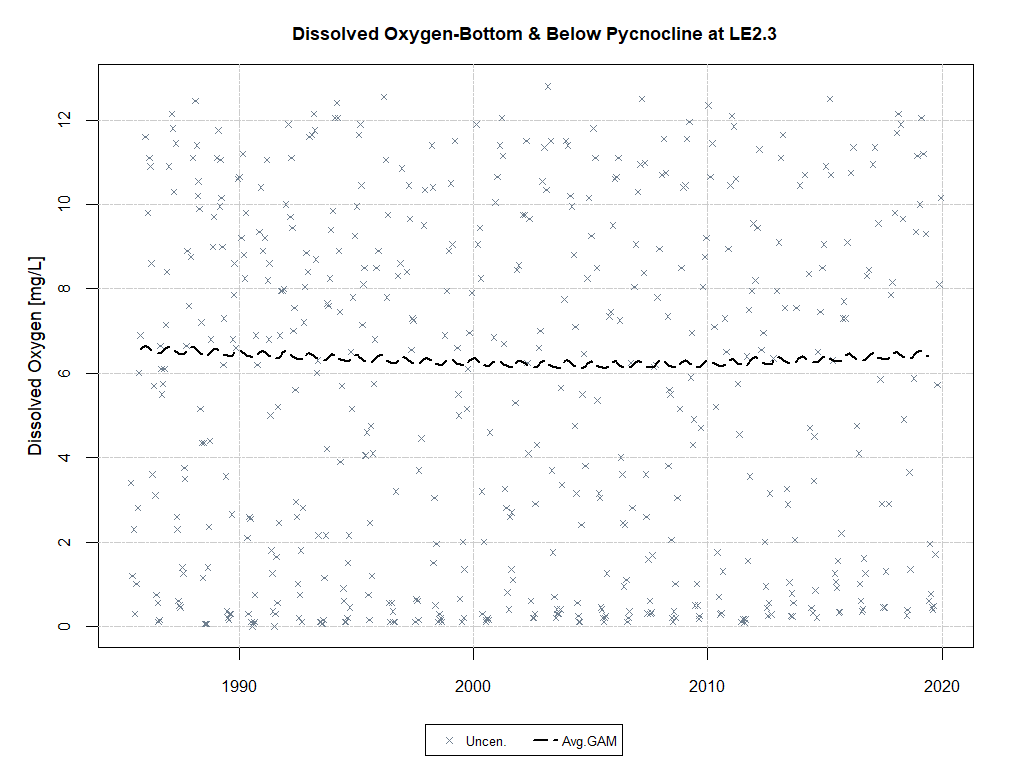 Dissolved Oxygen-Bottom & Below Pycnocline at LE2.3
Dissolved Oxygen [mg/L]
12
10
8
6
4
2
0
1990 2000 2010 2020
Uncen. Avg.GAM